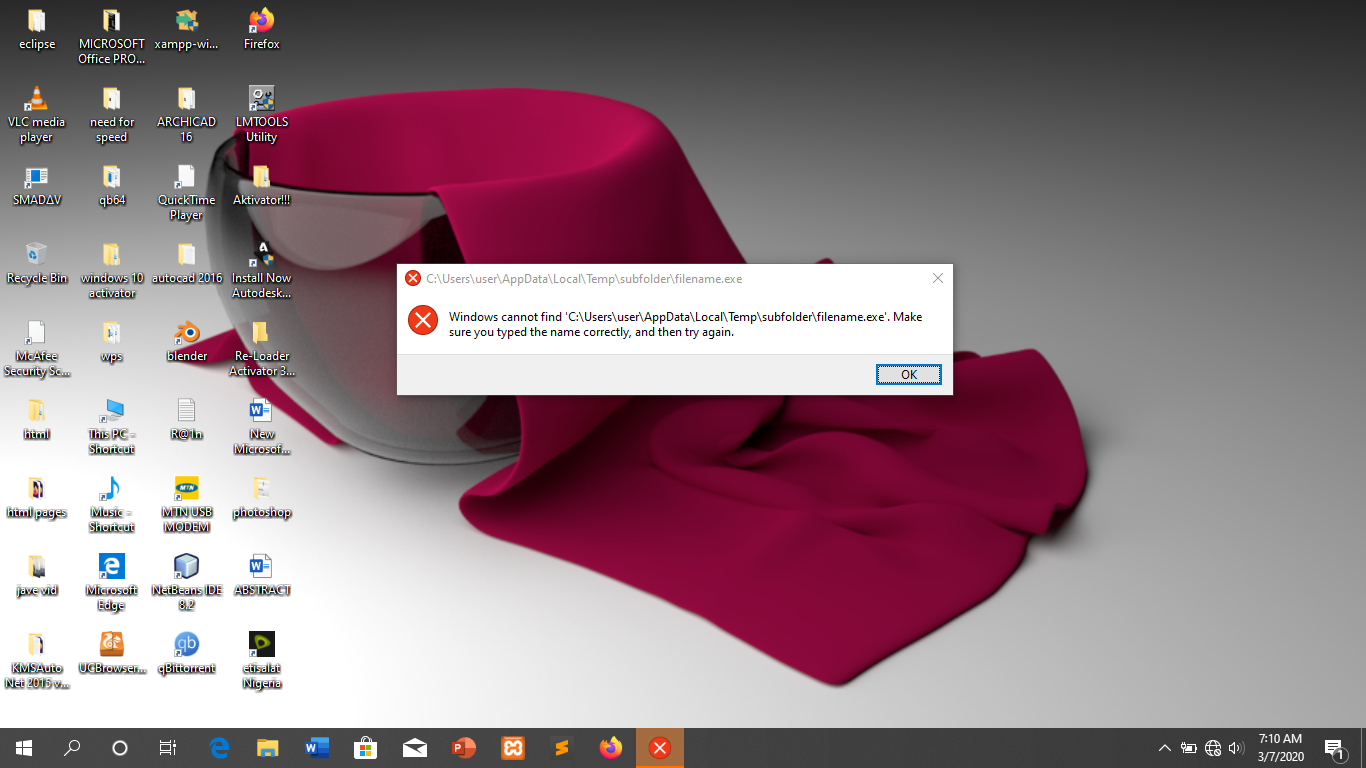 eclipse
MICROSOFT
Office PRO...
xampp-wi...
Firefox
VLC media
player
need for
speed
ARCHICAD
16
LMTOOLS
Utility
SMADΔV
qb64
QuickTime
Player
Aktivator!!!
Recycle Bin
windows 10
activator
autocad 2016
Install Now
Autodesk...
McAfee
Security Sc...
wps
blender
Re-Loader
Activator 3...
html
This PC -
Shortcut
R@1n
New
Microsof...
html pages
Music -
Shortcut
MTN
MTN USB
MODEM
photoshop
jave vid
Microsoft
Edge
NetBeans IDE
8.2
ABSTRACT
KMSAuto
Net 2015 v...
UCBrowser...
qb
qBittorrent
etisalat
Nigeria
C:\Users\user\AppData\Local\Temp\subfolder\filename.exe
Windows cannot find 'C:\Users\user\AppData\Local\Temp\subfolder\filename.exe'. Make
sure you typed the name correctly, and then try again.
OK
7:10 AM
3/7/2020
1